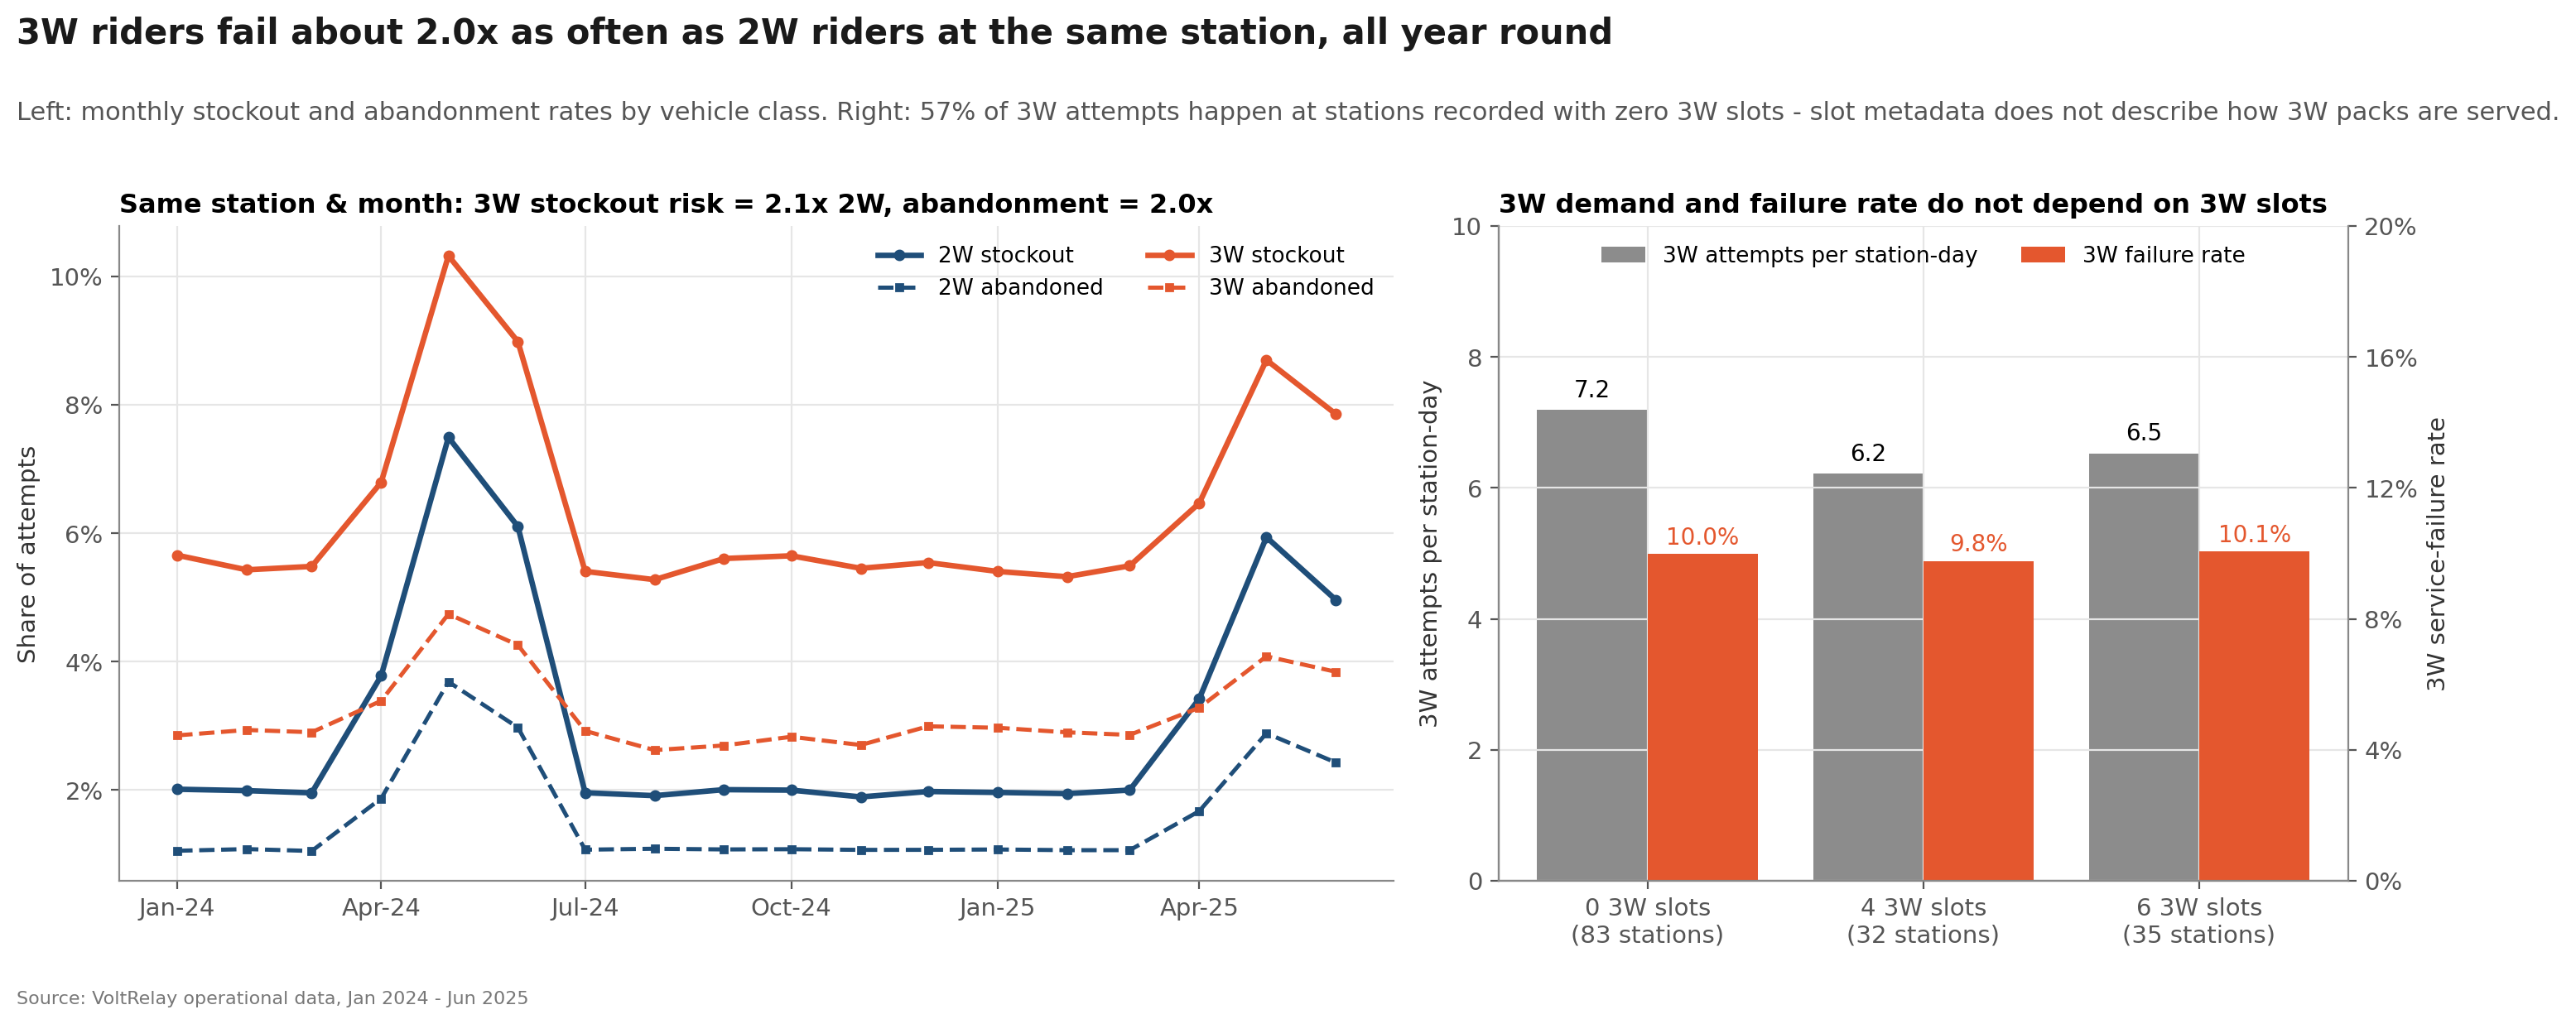 3W riders fail about 2.0x as often as 2W riders at the same station, all year round
Left: monthly stockout and abandonment rates by vehicle class. Right: 57% of 3W attempts happen at stations recorded with zero 3W slots - slot metadata does not describe how 3W packs are served.
Same station & month: 3W stockout risk = 2.1x 2W, abandonment = 2.0x
2W stockout
2W abandoned
3W stockout
3W abandoned
Share of attempts
10%
8%
6%
4%
2%
Jan-24
Apr-24
Jul-24
Oct-24
Jan-25
Apr-25
3W demand and failure rate do not depend on 3W slots
3W attempts per station-day
3W failure rate
3W attempts per station-day
10
8
6
4
2
0
7.2
10.0%
6.2
9.8%
6.5
10.1%
20%
16%
12%
8%
4%
0%
3W service-failure rate
0 3W slots
(83 stations)
4 3W slots
(32 stations)
6 3W slots
(35 stations)
Source: VoltRelay operational data, Jan 2024 - Jun 2025